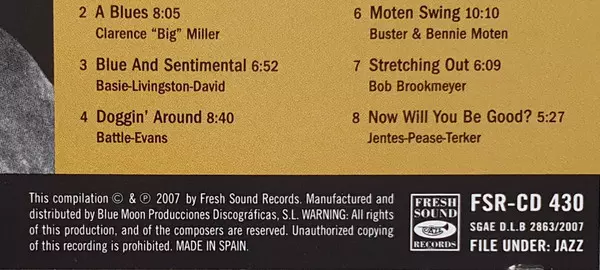 2 A Blues 8:05
Clarence "Big" Miller
3 Blue And Sentimental 6:52
Basie-Livingston-David
4 Doggin' Around 8:40
Battle-Evans
6 Moten Swing 10:10
Buster & Bennie Moten
7 Stretching Out 6:09
Bob Brookmeyer
8 Now Will You Be Good? 5:27
Jentes-Pease-Terker
This compilation © & ℗ 2007 by Fresh Sound Records. Manufactured and
distributed by Blue Moon Producciones Discográficas, S.L. WARNING: All rights
of this production, and of the composers are reserved. Unauthorized copying
of this recording is prohibited. MADE IN SPAIN.
FRESH
SOUND
RECORDS
FSR-CD 430
SGAE D.L.B 2863/2007
FILE UNDER: JAZZ